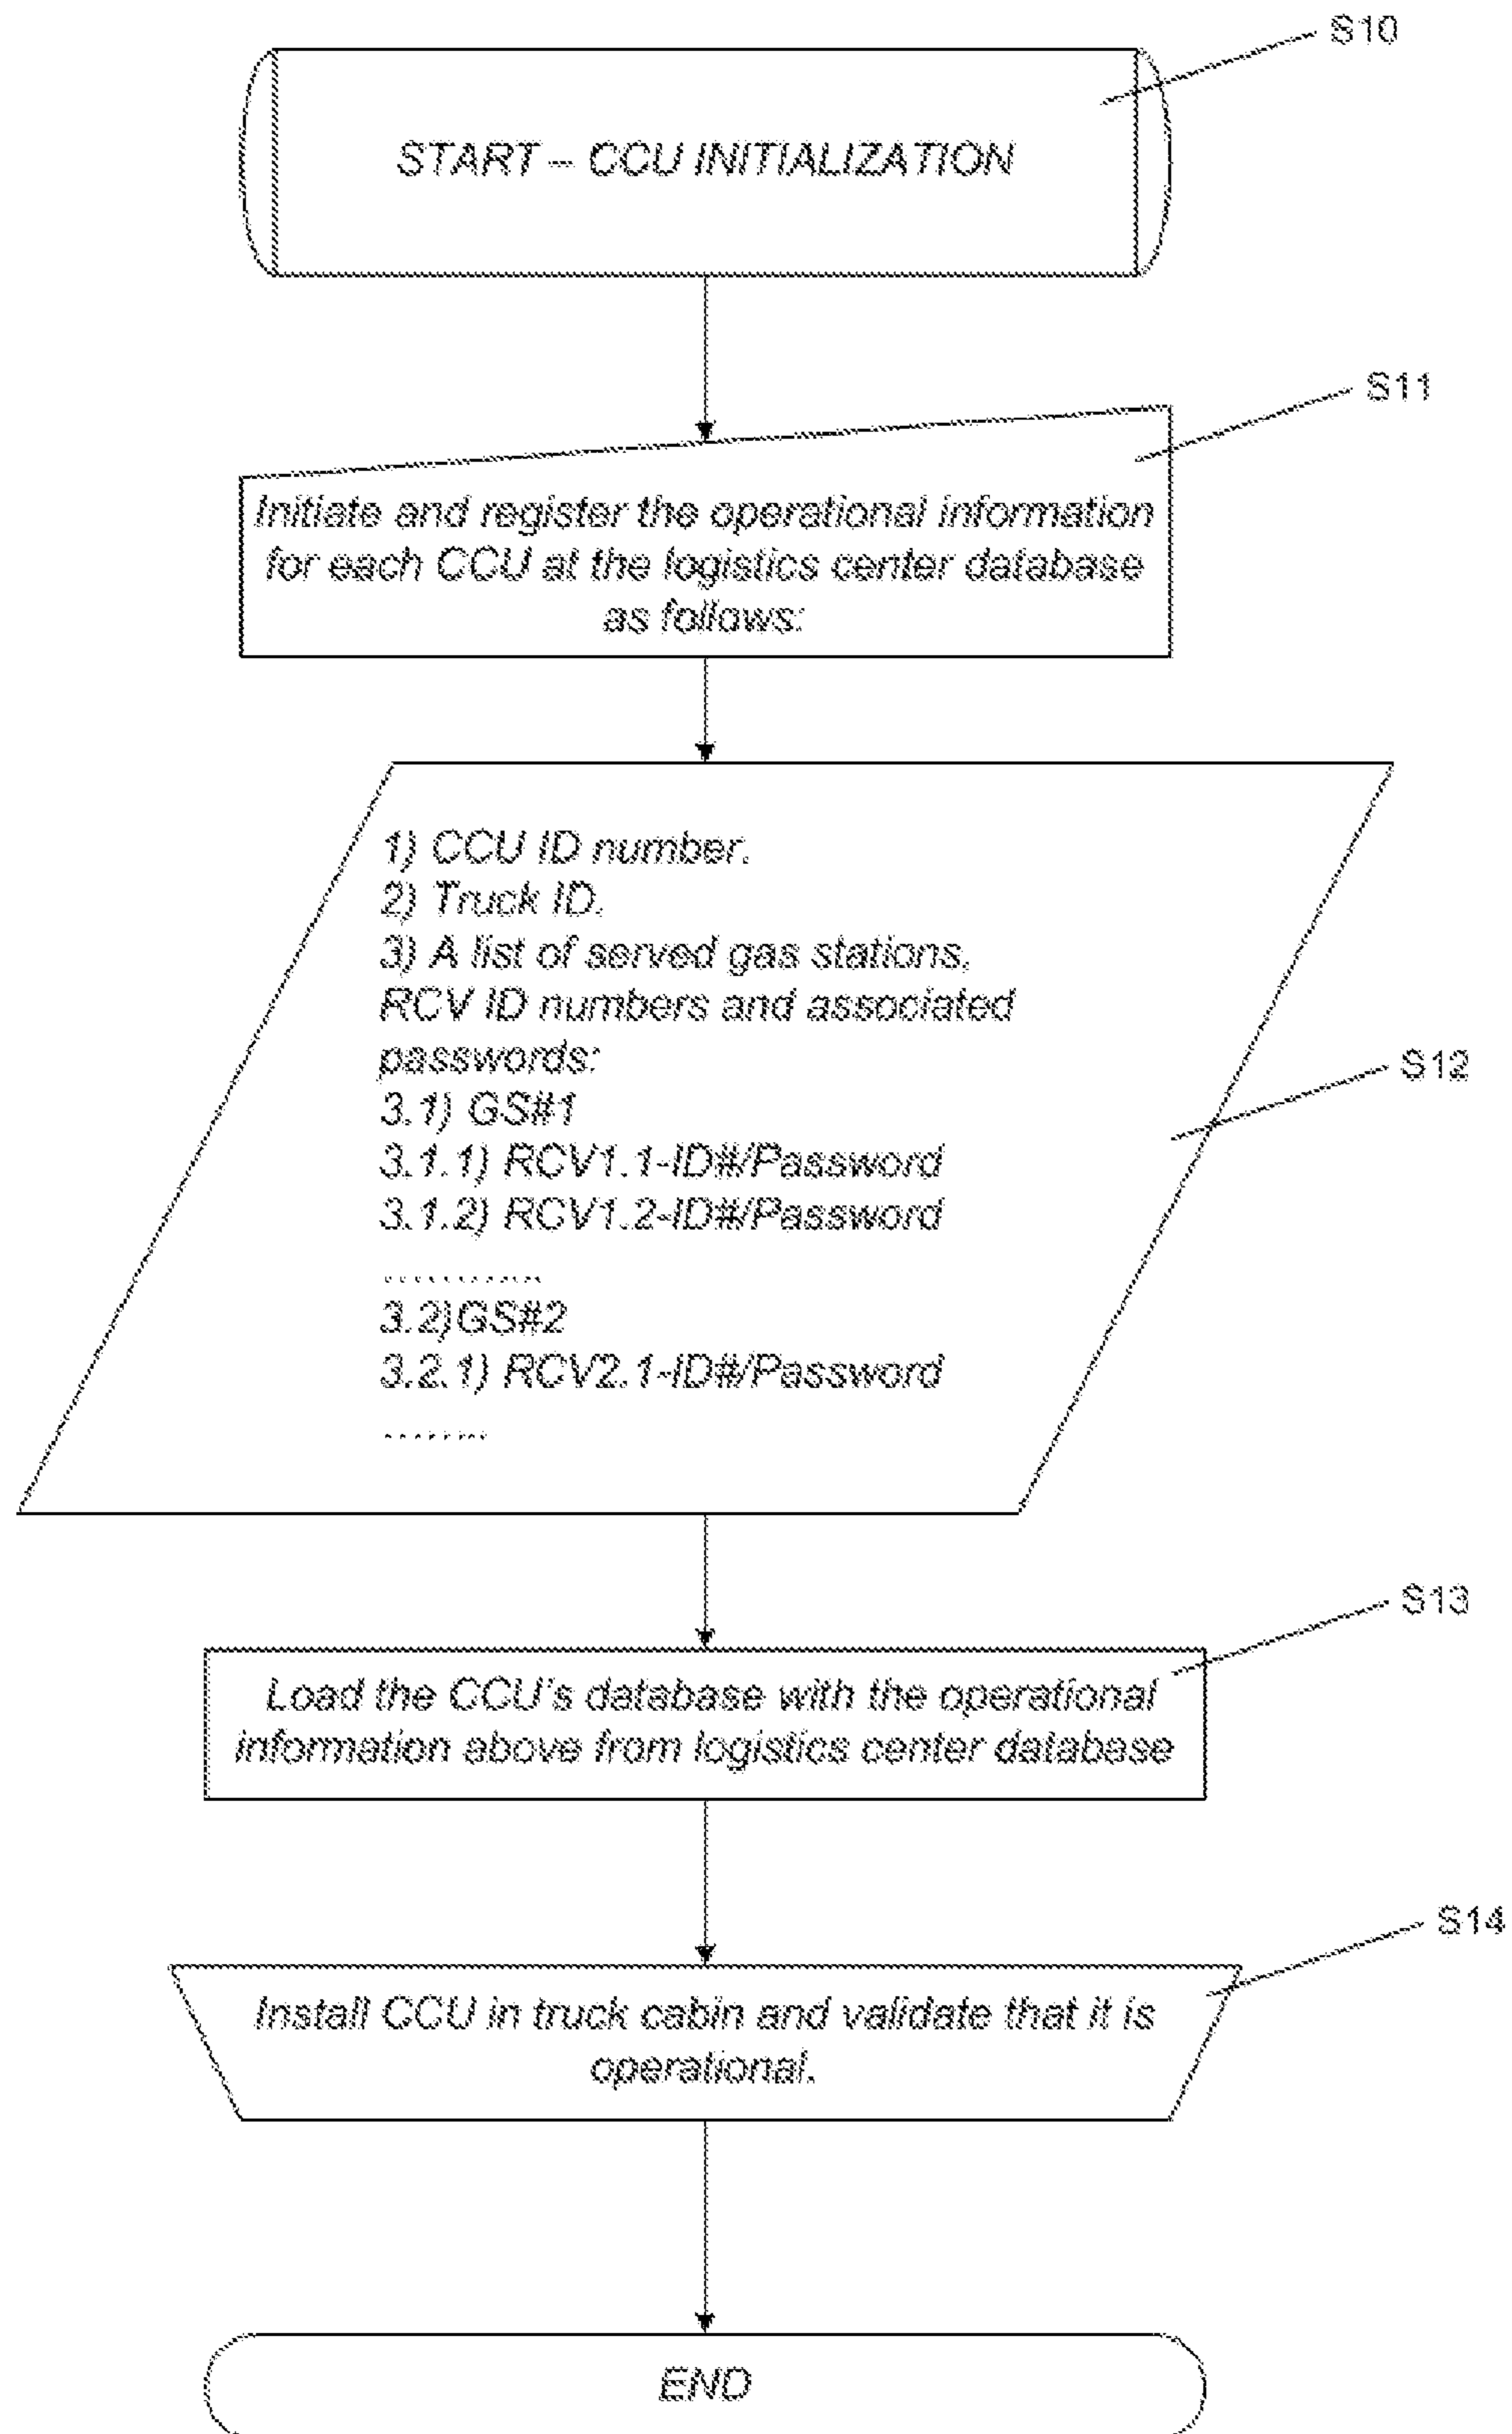 S10
START – CCU INITIALIZATION
S11
Initiate and register the operational information
for each CCU at the logistics center database
as follows:
1) CCU ID number.
2) Truck ID.
3) A list of served gas stations,
RCV ID numbers and associated
passwords:
3.1) GS#1
3.1.1) RCV1.1-ID#/Password
3.1.2) RCV1.2-ID#/Password
............
3.2)GS#2
3.2.1) RCV2.1-ID#/Password
........
S12
S13
Load the CCU's database with the operational
information above from logistics center database
S14
Install CCU in truck cabin and validate that it is
operational.
END